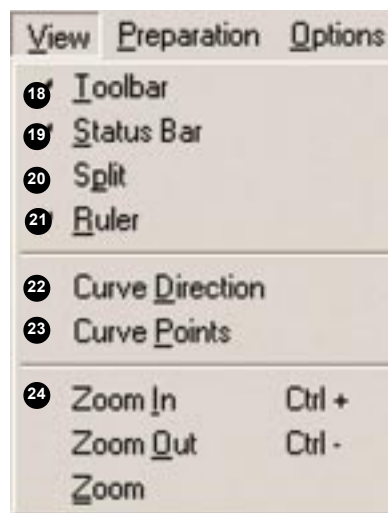 View Preparation Options
18 Toolbar
19 Status Bar
20 Split
21 Ruler
22 Curve Direction
23 Curve Points
24 Zoom In Ctrl +
Zoom Out Ctrl -
Zoom